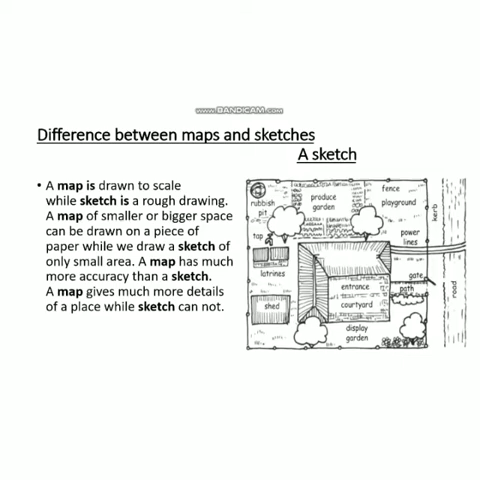 www.BANDICAM.com
Difference between maps and sketches
A sketch
• A map is drawn to scale
while sketch is a rough drawing.
A map of smaller or bigger space
can be drawn on a piece of
paper while we draw a sketch of
only small area. A map has much
more accuracy than a sketch.
A map gives much more details
of a place while sketch can not.
rubbish
pit
produce
garden
fence
playground
kerb
tap
power
lines
latrines
gate
entrance
path
road
shed
courtyard
display
garden